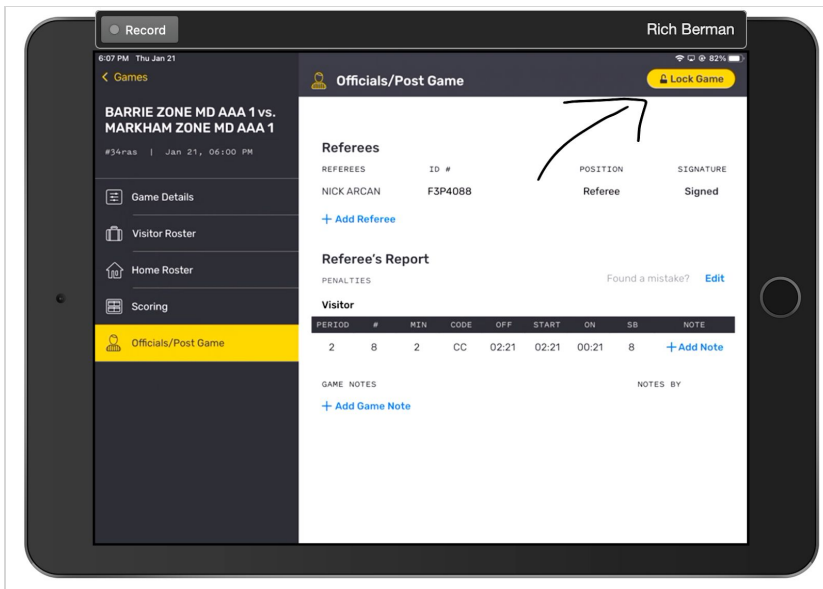 Record
Rich Berman
6:07 PM Thu Jan 21
82%
Games
Officials/Post Game
Lock Game
BARRIE ZONE MD AAA 1 vs.
MARKHAM ZONE MD AAA 1
#34ras | Jan 21, 06:00 PM
Game Details
Visitor Roster
Home Roster
Scoring
Officials/Post Game
Referees
REFEREES ID # POSITION SIGNATURE
NICK ARCAN F3P4088 Referee Signed
+ Add Referee
Referee's Report
PENALTIES Found a mistake? Edit
Visitor
PERIOD # MIN CODE OFF START ON SB NOTE
2 8 2 CC 02:21 02:21 00:21 8 +Add Note
GAME NOTES NOTES BY
+ Add Game Note